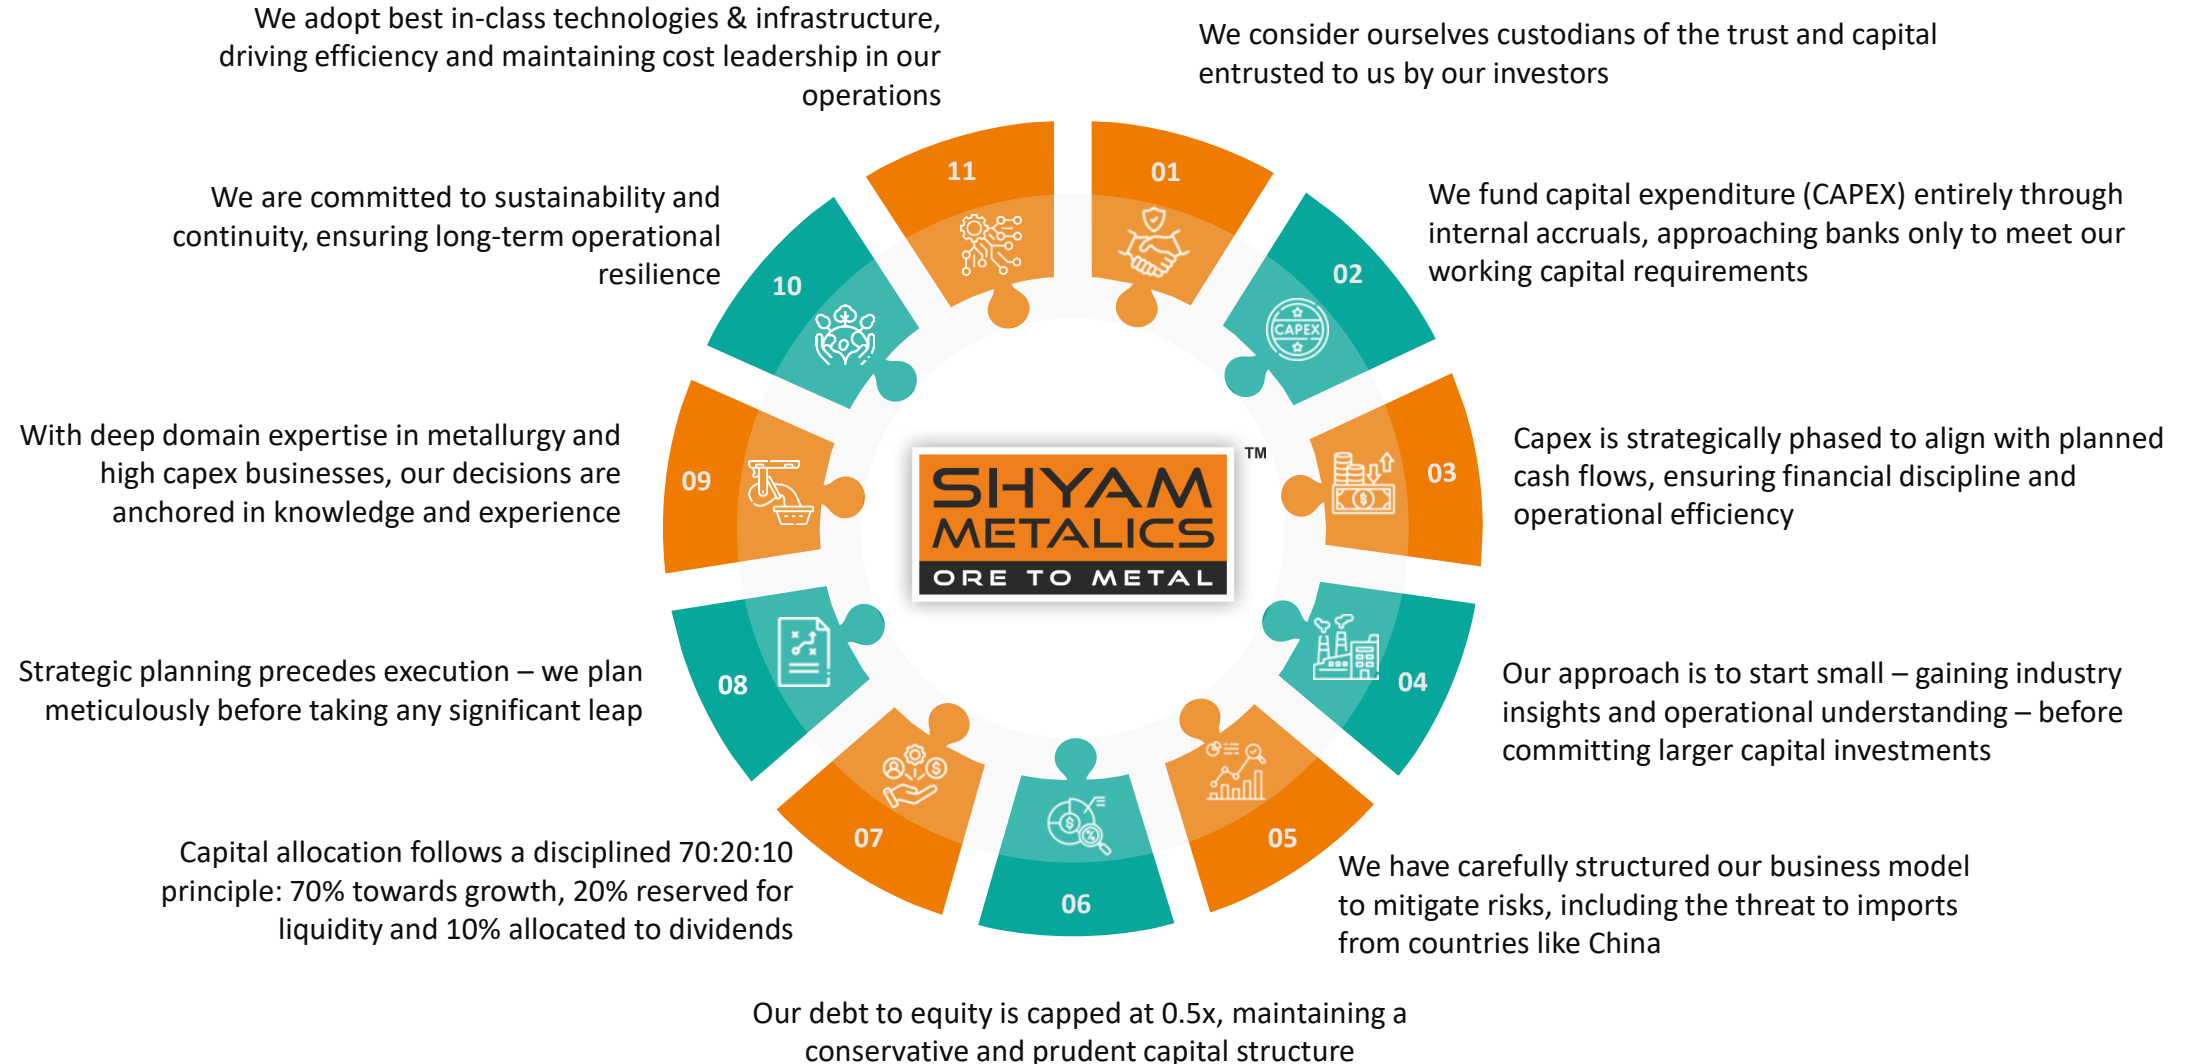 We consider ourselves custodians of the trust and capital
entrusted to us by our investors
01
We fund capital expenditure (CAPEX) entirely through
internal accruals, approaching banks only to meet our
working capital requirements
02
CAPEX
Capex is strategically phased to align with planned
cash flows, ensuring financial discipline and
operational efficiency
03
Our approach is to start small – gaining industry
insights and operational understanding – before
committing larger capital investments
04
We have carefully structured our business model
to mitigate risks, including the threat to imports
from countries like China
05
Our debt to equity is capped at 0.5x, maintaining a
conservative and prudent capital structure
06
Capital allocation follows a disciplined 70:20:10
principle: 70% towards growth, 20% reserved for
liquidity and 10% allocated to dividends
07
Strategic planning precedes execution – we plan
meticulously before taking any significant leap
08
With deep domain expertise in metallurgy and
high capex businesses, our decisions are
anchored in knowledge and experience
09
We are committed to sustainability and
continuity, ensuring long-term operational
resilience
10
We adopt best in-class technologies & infrastructure,
driving efficiency and maintaining cost leadership in our
operations
11
SHYAM
METALICS
ORE TO METAL
TM